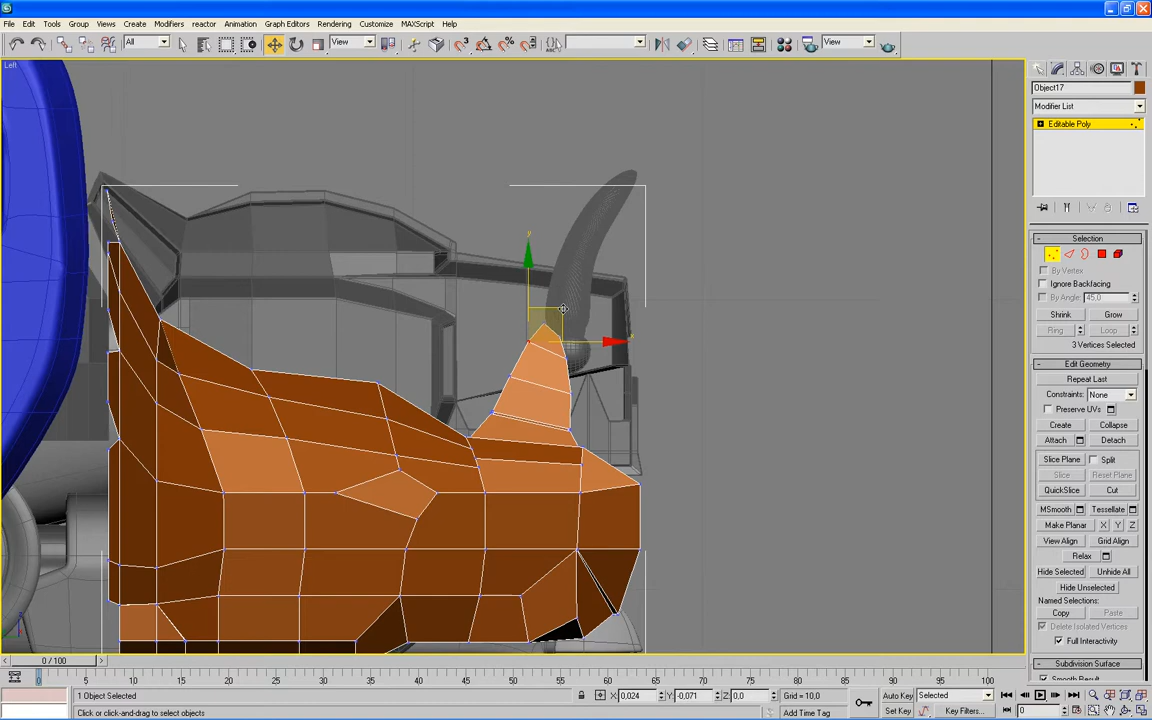 File Edit Tools Group Views Create Modifiers reactor Animation Graph Editors Rendering Customize MAXScript Help
All View View
Left
Object17
Modifier List
Editable Poly
- Selection
By Vertex
Ignore Backfacing
By Angle: 45,0
Shrink Grow
Ring Loop
3 Vertices Selected
- Edit Geometry
Repeat Last
Constraints: None
Preserve UVs
Create Collapse
Attach Detach
Slice Plane Split
Slice Reset Plane
QuickSlice Cut
MSmooth Tessellate
Make Planar X Y Z
View Align Grid Align
Relax
Hide Selected Unhide All
Hide Unselected
Named Selections:
Copy Paste
Delete Isolated Vertices
Full Interactivity
- Subdivision Surface
Smooth Result
0 / 100
0 5 10 15 20 25 30 35 40 45 50 55 60 65 70 75 80 85 90 95 100
1 Object Selected X: 0,024 Y: -0,071 Z: 0,0 Grid = 10,0 Auto Key Selected
Click or click-and-drag to select objects Add Time Tag Set Key Key Filters... 0